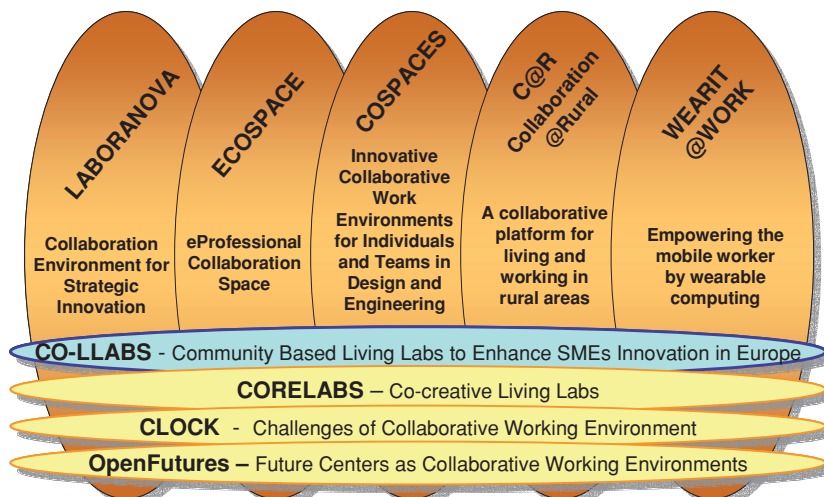 LABORANOVA
Collaboration
Environment for
Strategic
Innovation
ECOSPACE
eProfessional
Collaboration
Space
COSPACES
Innovative
Collaborative
Work
Environments
for Individuals
and Teams in
Design and
Engineering
C@R
Collaboration
@Rural
A collaborative
platform for
living and
working in
rural areas
WEARIT
@WORK
Empowering the
mobile worker
by wearable
computing
CO-LLABS - Community Based Living Labs to Enhance SMEs Innovation in Europe
CORELABS – Co-creative Living Labs
CLOCK - Challenges of Collaborative Working Environment
OpenFutures – Future Centers as Collaborative Working Environments